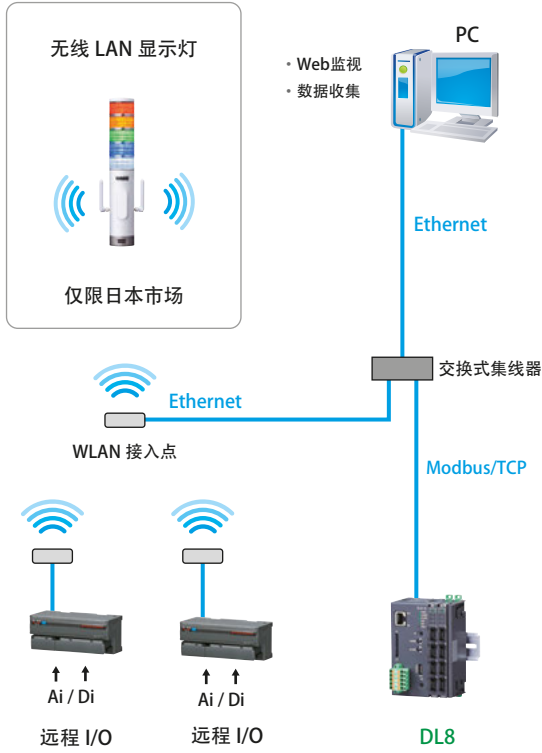 无线 LAN 显示灯
仅限日本市场
PC
・Web监视
・数据收集
Ethernet
交换式集线器
Ethernet
WLAN 接入点
Modbus/TCP
Ai / Di
远程 I/O
Ai / Di
远程 I/O
DL8